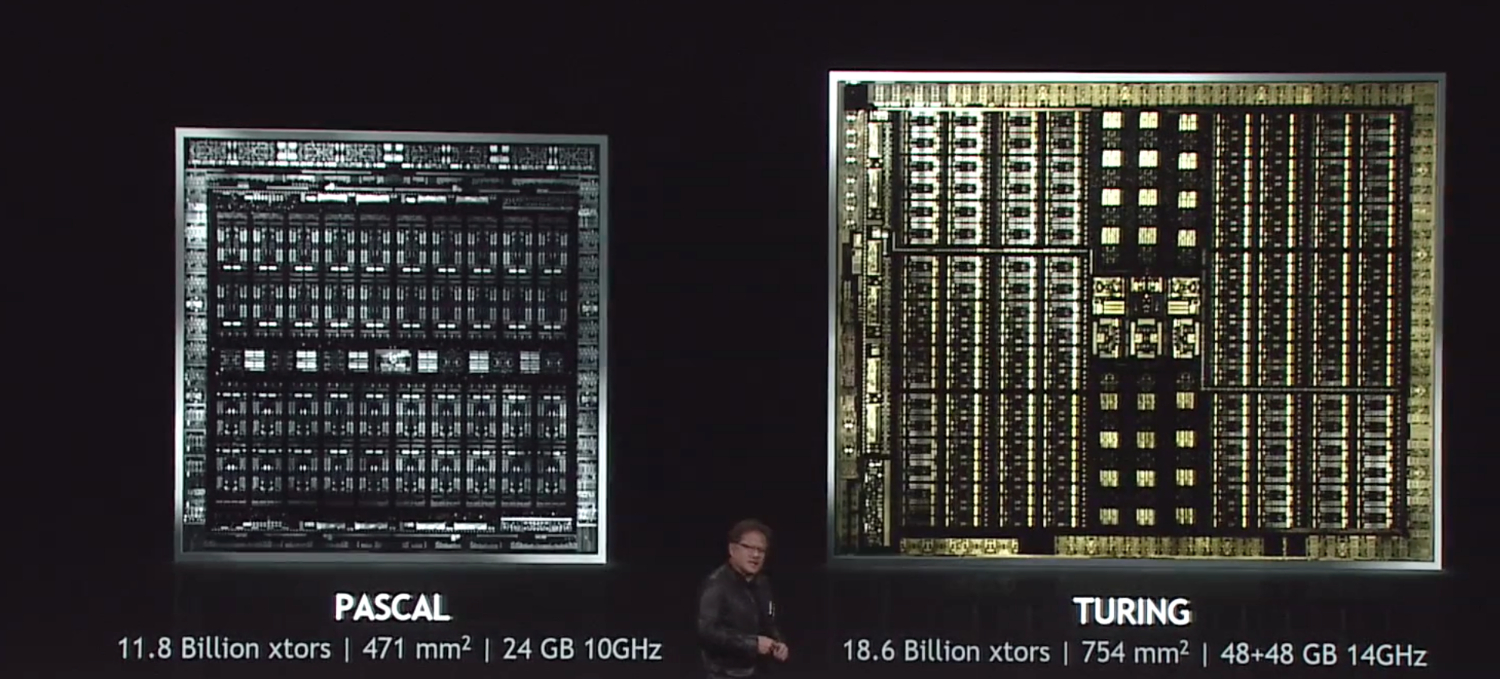 PASCAL
11.8 Billion xtors | 471 mm² | 24 GB 10GHz
TURING
18.6 Billion xtors | 754 mm² | 48+48 GB 14GHz